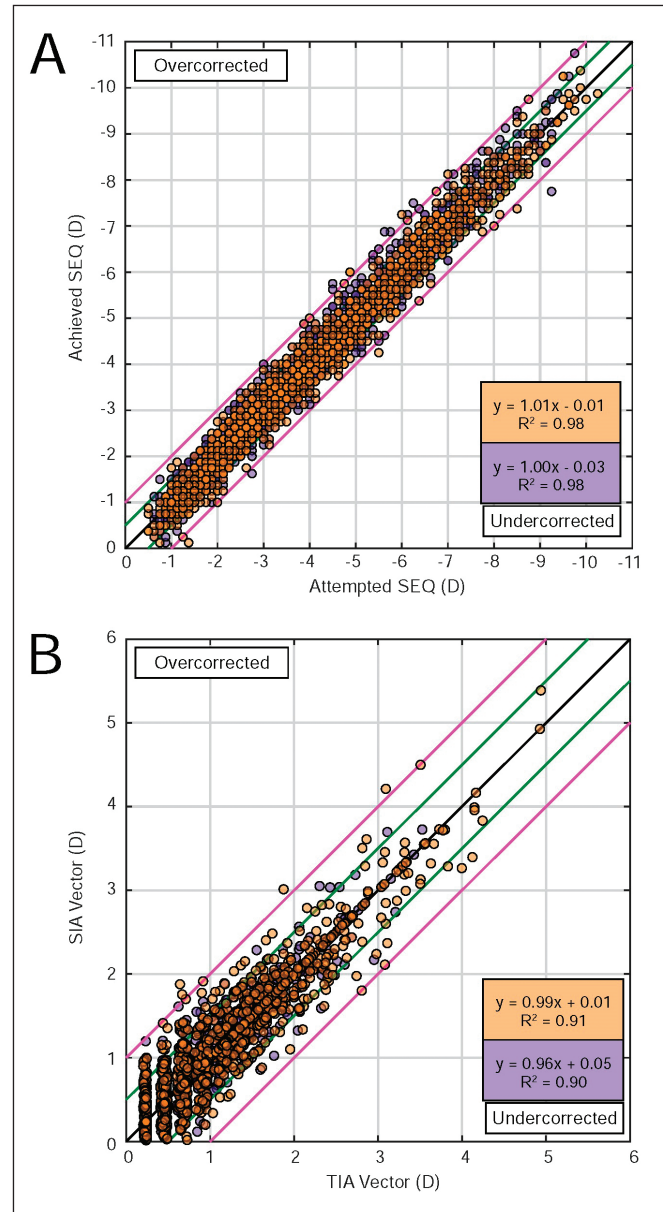 A
Overcorrected
-11
-10
-9
-8
-7
-6
-5
-4
-3
-2
-1
0
Achieved SEQ (D)
y = 1.01x - 0.01
R² = 0.98
y = 1.00x - 0.03
R² = 0.98
Undercorrected
0 -1 -2 -3 -4 -5 -6 -7 -8 -9 -10 -11
Attempted SEQ (D)
B
Overcorrected
6
5
4
3
2
1
0
SIA Vector (D)
y = 0.99x + 0.01
R² = 0.91
y = 0.96x + 0.05
R² = 0.90
Undercorrected
0 1 2 3 4 5 6
TIA Vector (D)